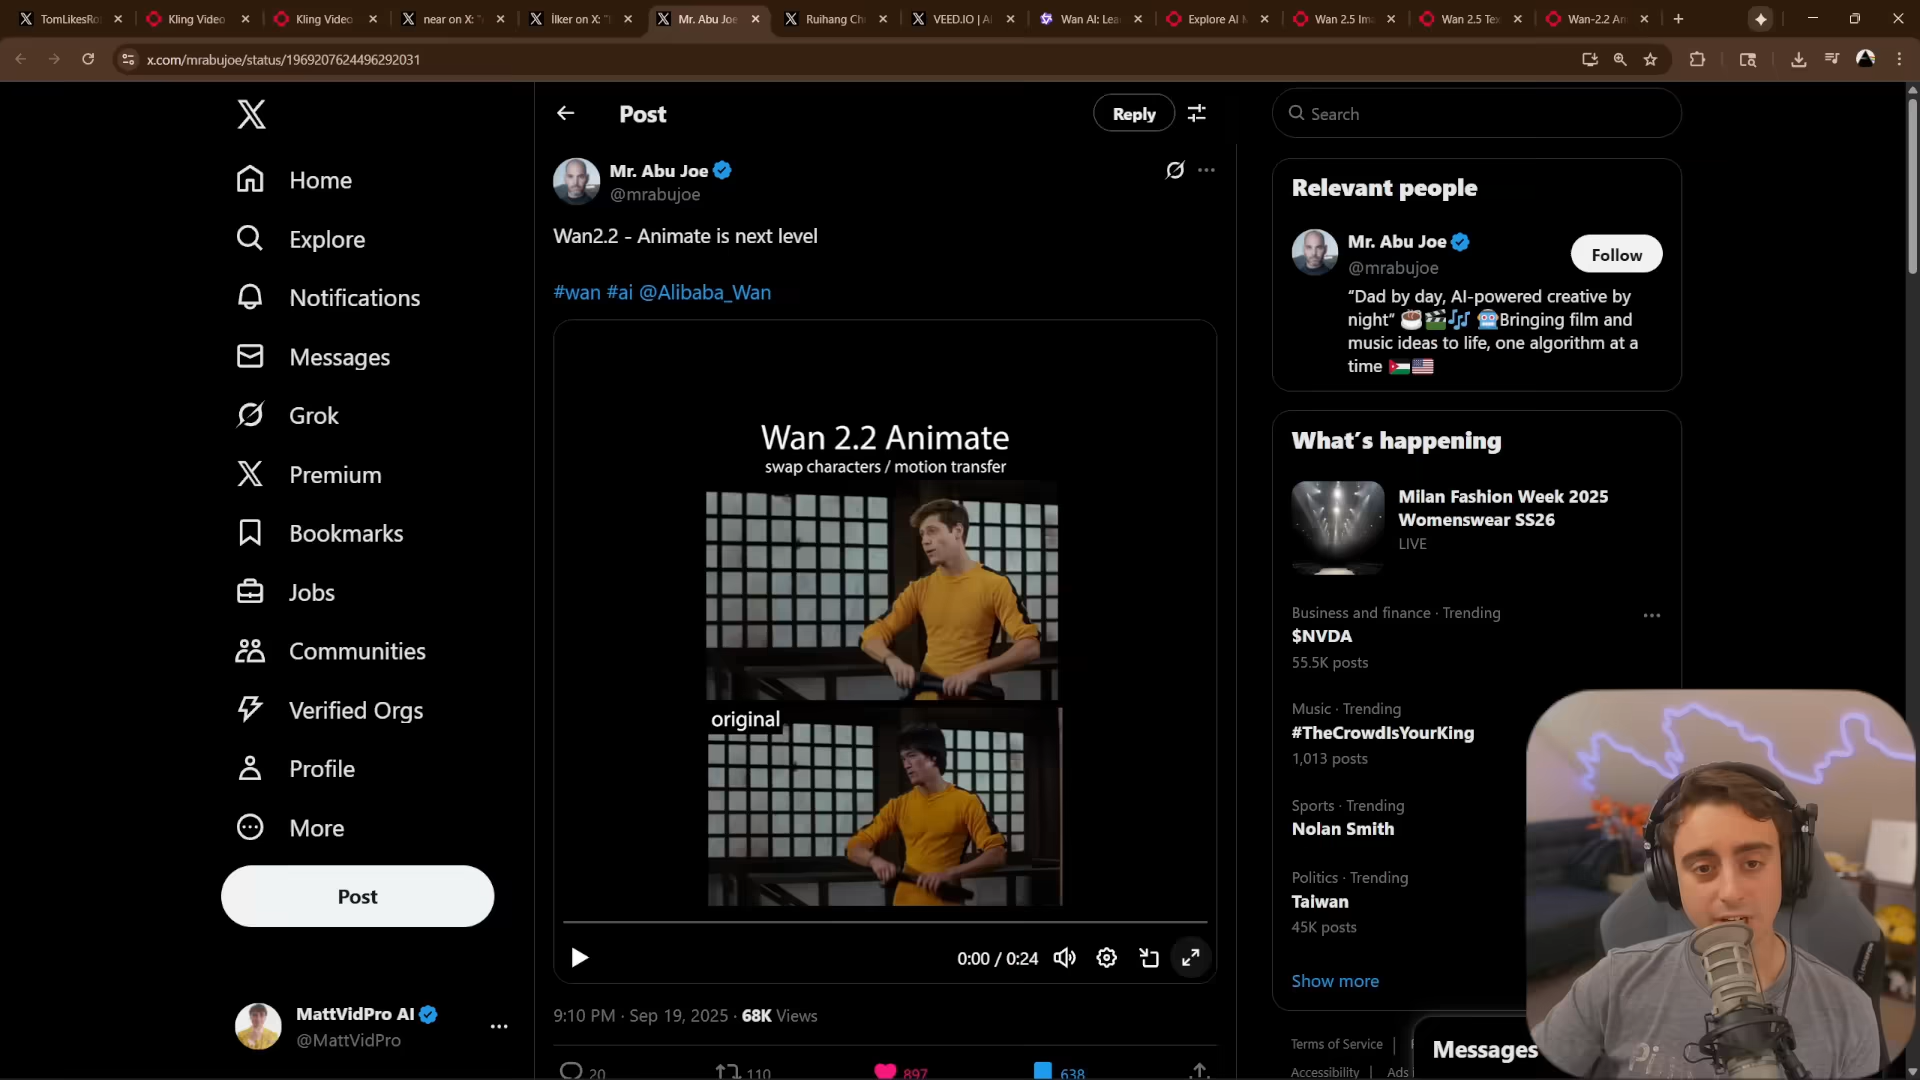 TomLikesRo
Kling Video
Kling Video
near on X: "
İlker on X: "
Mr. Abu Joe
Ruihang Ch
VEED.IO | A
Wan AI: Lea
Explore AI
Wan 2.5 Im
Wan 2.5 Te
Wan-2.2 An
x.com/mrabujoe/status/1969207624496292031
Home
Explore
Notifications
Messages
Grok
Premium
Bookmarks
Jobs
Communities
Verified Orgs
Profile
More
Post
MattVidPro AI
@MattVidPro
Post
Reply
Mr. Abu Joe
@mrabujoe
Wan2.2 - Animate is next level
#wan #ai @Alibaba_Wan
Wan 2.2 Animate
swap characters / motion transfer
original
0:00 / 0:24
9:10 PM · Sep 19, 2025 · 68K Views
20
110
897
638
Search
Relevant people
Mr. Abu Joe
@mrabujoe
Follow
“Dad by day, AI-powered creative by
night” ☕🎬🎶 🤖Bringing film and
music ideas to life, one algorithm at a
time 🇯🇴🇺🇸
What’s happening
Milan Fashion Week 2025
Womenswear SS26
LIVE
Business and finance · Trending
$NVDA
55.5K posts
Music · Trending
#TheCrowdIsYourKing
1,013 posts
Sports · Trending
Nolan Smith
Politics · Trending
Taiwan
45K posts
Show more
Terms of Service |
Accessibility | Ads
Messages